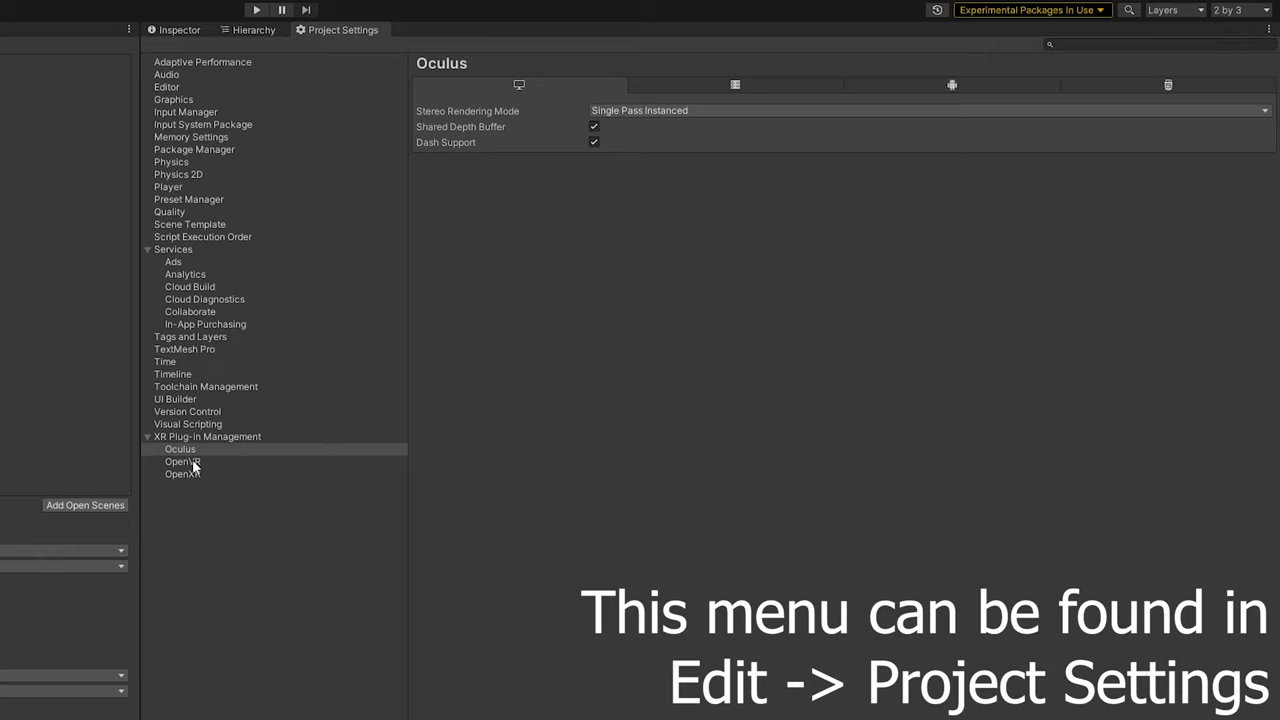 Experimental Packages In Use
Layers
2 by 3
Inspector
Hierarchy
Project Settings
Oculus
Adaptive Performance
Audio
Editor
Graphics
Input Manager
Input System Package
Memory Settings
Package Manager
Physics
Physics 2D
Player
Preset Manager
Quality
Scene Template
Script Execution Order
Services
Ads
Analytics
Cloud Build
Cloud Diagnostics
Collaborate
In-App Purchasing
Tags and Layers
TextMesh Pro
Time
Timeline
Toolchain Management
UI Builder
Version Control
Visual Scripting
XR Plug-in Management
Oculus
OpenVR
OpenXR
Stereo Rendering Mode
Single Pass Instanced
Shared Depth Buffer
Dash Support
Add Open Scenes
This menu can be found in
Edit -> Project Settings